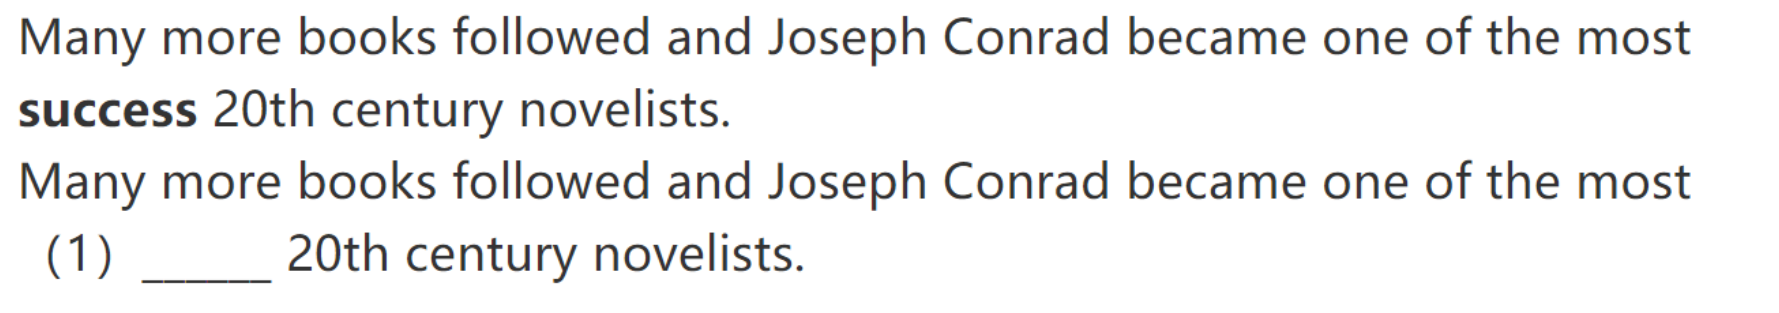 Many more books followed and Joseph Conrad became one of the most
success 20th century novelists.
Many more books followed and Joseph Conrad became one of the most
（1） ______ 20th century novelists.